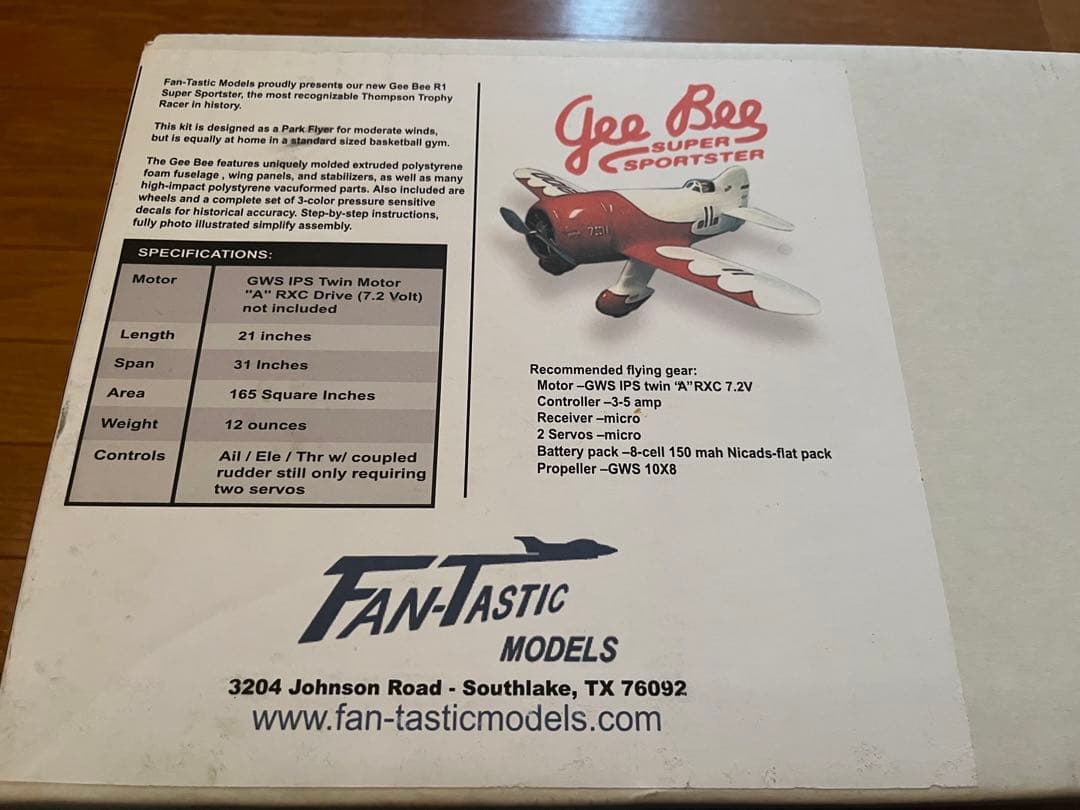 Fan-Tastic Models proudly presents our new Gee Bee R1
Super Sportster, the most recognizable Thompson Trophy
Racer in history.
This kit is designed as a Park Flyer for moderate winds,
but is equally at home in a standard sized basketball gym.
The Gee Bee features uniquely molded extruded polystyrene
foam fuselage , wing panels, and stabilizers, as well as many
high-impact polystyrene vacuformed parts. Also included are
wheels and a complete set of 3-color pressure sensitive
decals for historical accuracy. Step-by-step instructions,
fully photo illustrated simplify assembly.
SPECIFICATIONS:
Motor GWS IPS Twin Motor
"A" RXC Drive (7.2 Volt)
not included
Length 21 inches
Span 31 Inches
Area 165 Square Inches
Weight 12 ounces
Controls Ail / Ele / Thr w/ coupled
rudder still only requiring
two servos
Gee Bee
SUPER
SPORTSTER
Recommended flying gear:
Motor –GWS IPS twin “A” RXC 7.2V
Controller –3-5 amp
Receiver –micro
2 Servos –micro
Battery pack –8-cell 150 mah Nicads-flat pack
Propeller –GWS 10X8
FAN-TASTIC
MODELS
3204 Johnson Road - Southlake, TX 76092
www.fan-tasticmodels.com